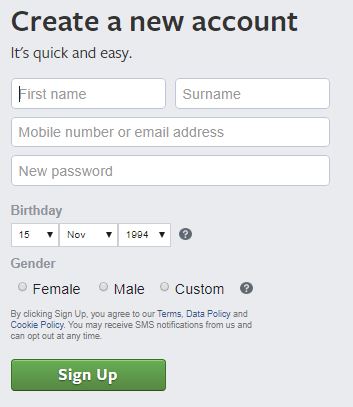 Create a new account
It's quick and easy.
First name Surname
Mobile number or email address
New password
Birthday
15 Nov 1994 ?
Gender
Female Male Custom ?
By clicking Sign Up, you agree to our Terms, Data Policy and
Cookie Policy. You may receive SMS notifications from us and
can opt out at any time.
Sign Up